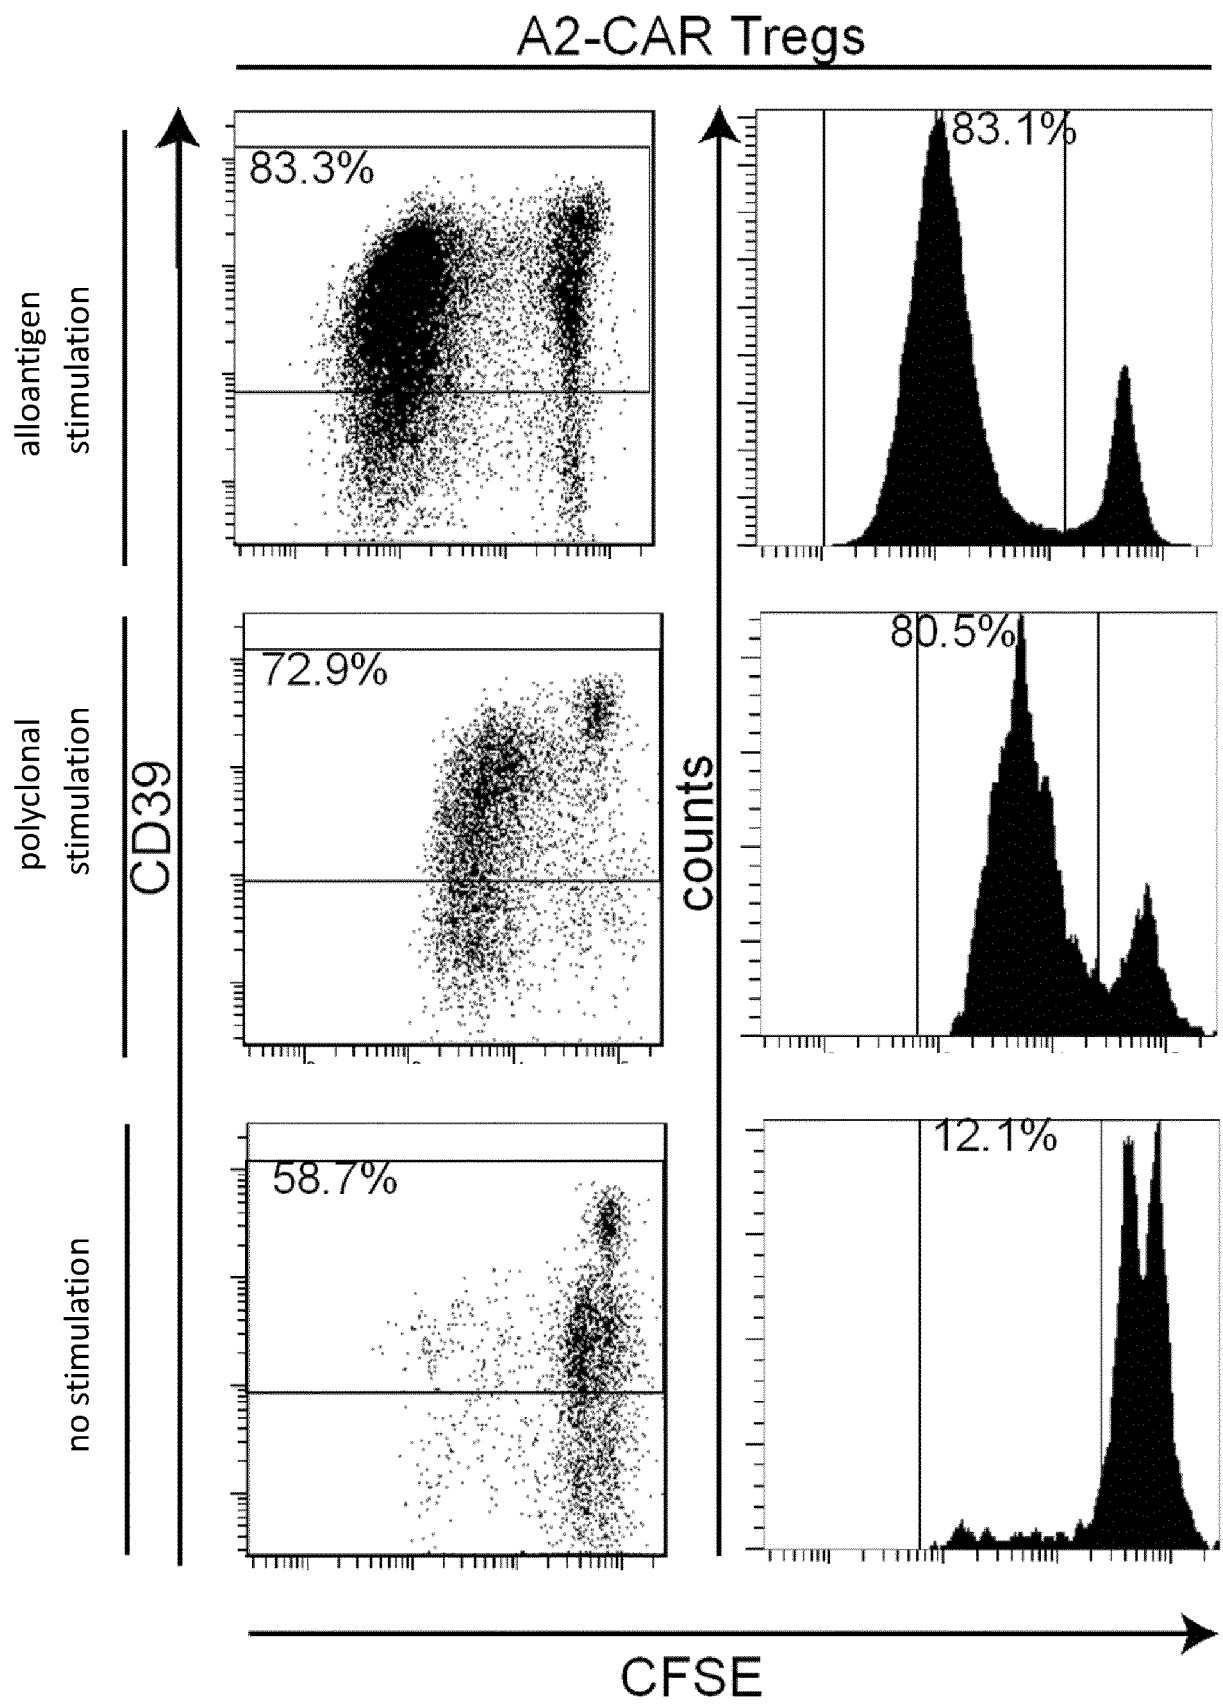 A2-CAR Tregs
alloantigen
stimulation
83.3%
83.1%
polyclonal
stimulation
CD39
72.9%
counts
80.5%
no stimulation
58.7%
12.1%
CFSE